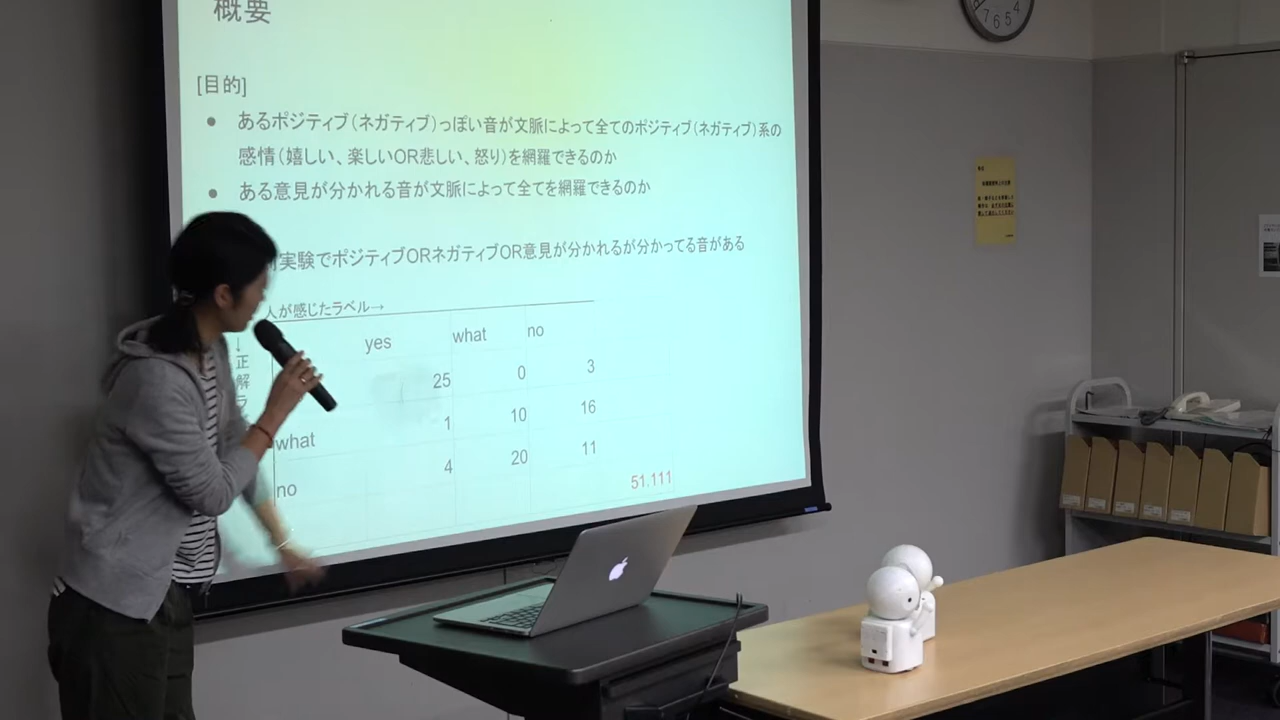 概要
[目的]
● あるポジティブ（ネガティブ）っぽい音が文脈によって全てのポジティブ（ネガティブ）系の
感情（嬉しい、楽しいOR悲しい、怒り）を網羅できるのか
● ある意見が分かれる音が文脈によって全てを網羅できるのか
実験でポジティブORネガティブOR意見が分かれるが分かってる音がある
人が感じたラベル→
↓正解ラ
yes what no
25 0 3
what 1 10 16
no 4 20 11
51.111
7 6 5 4